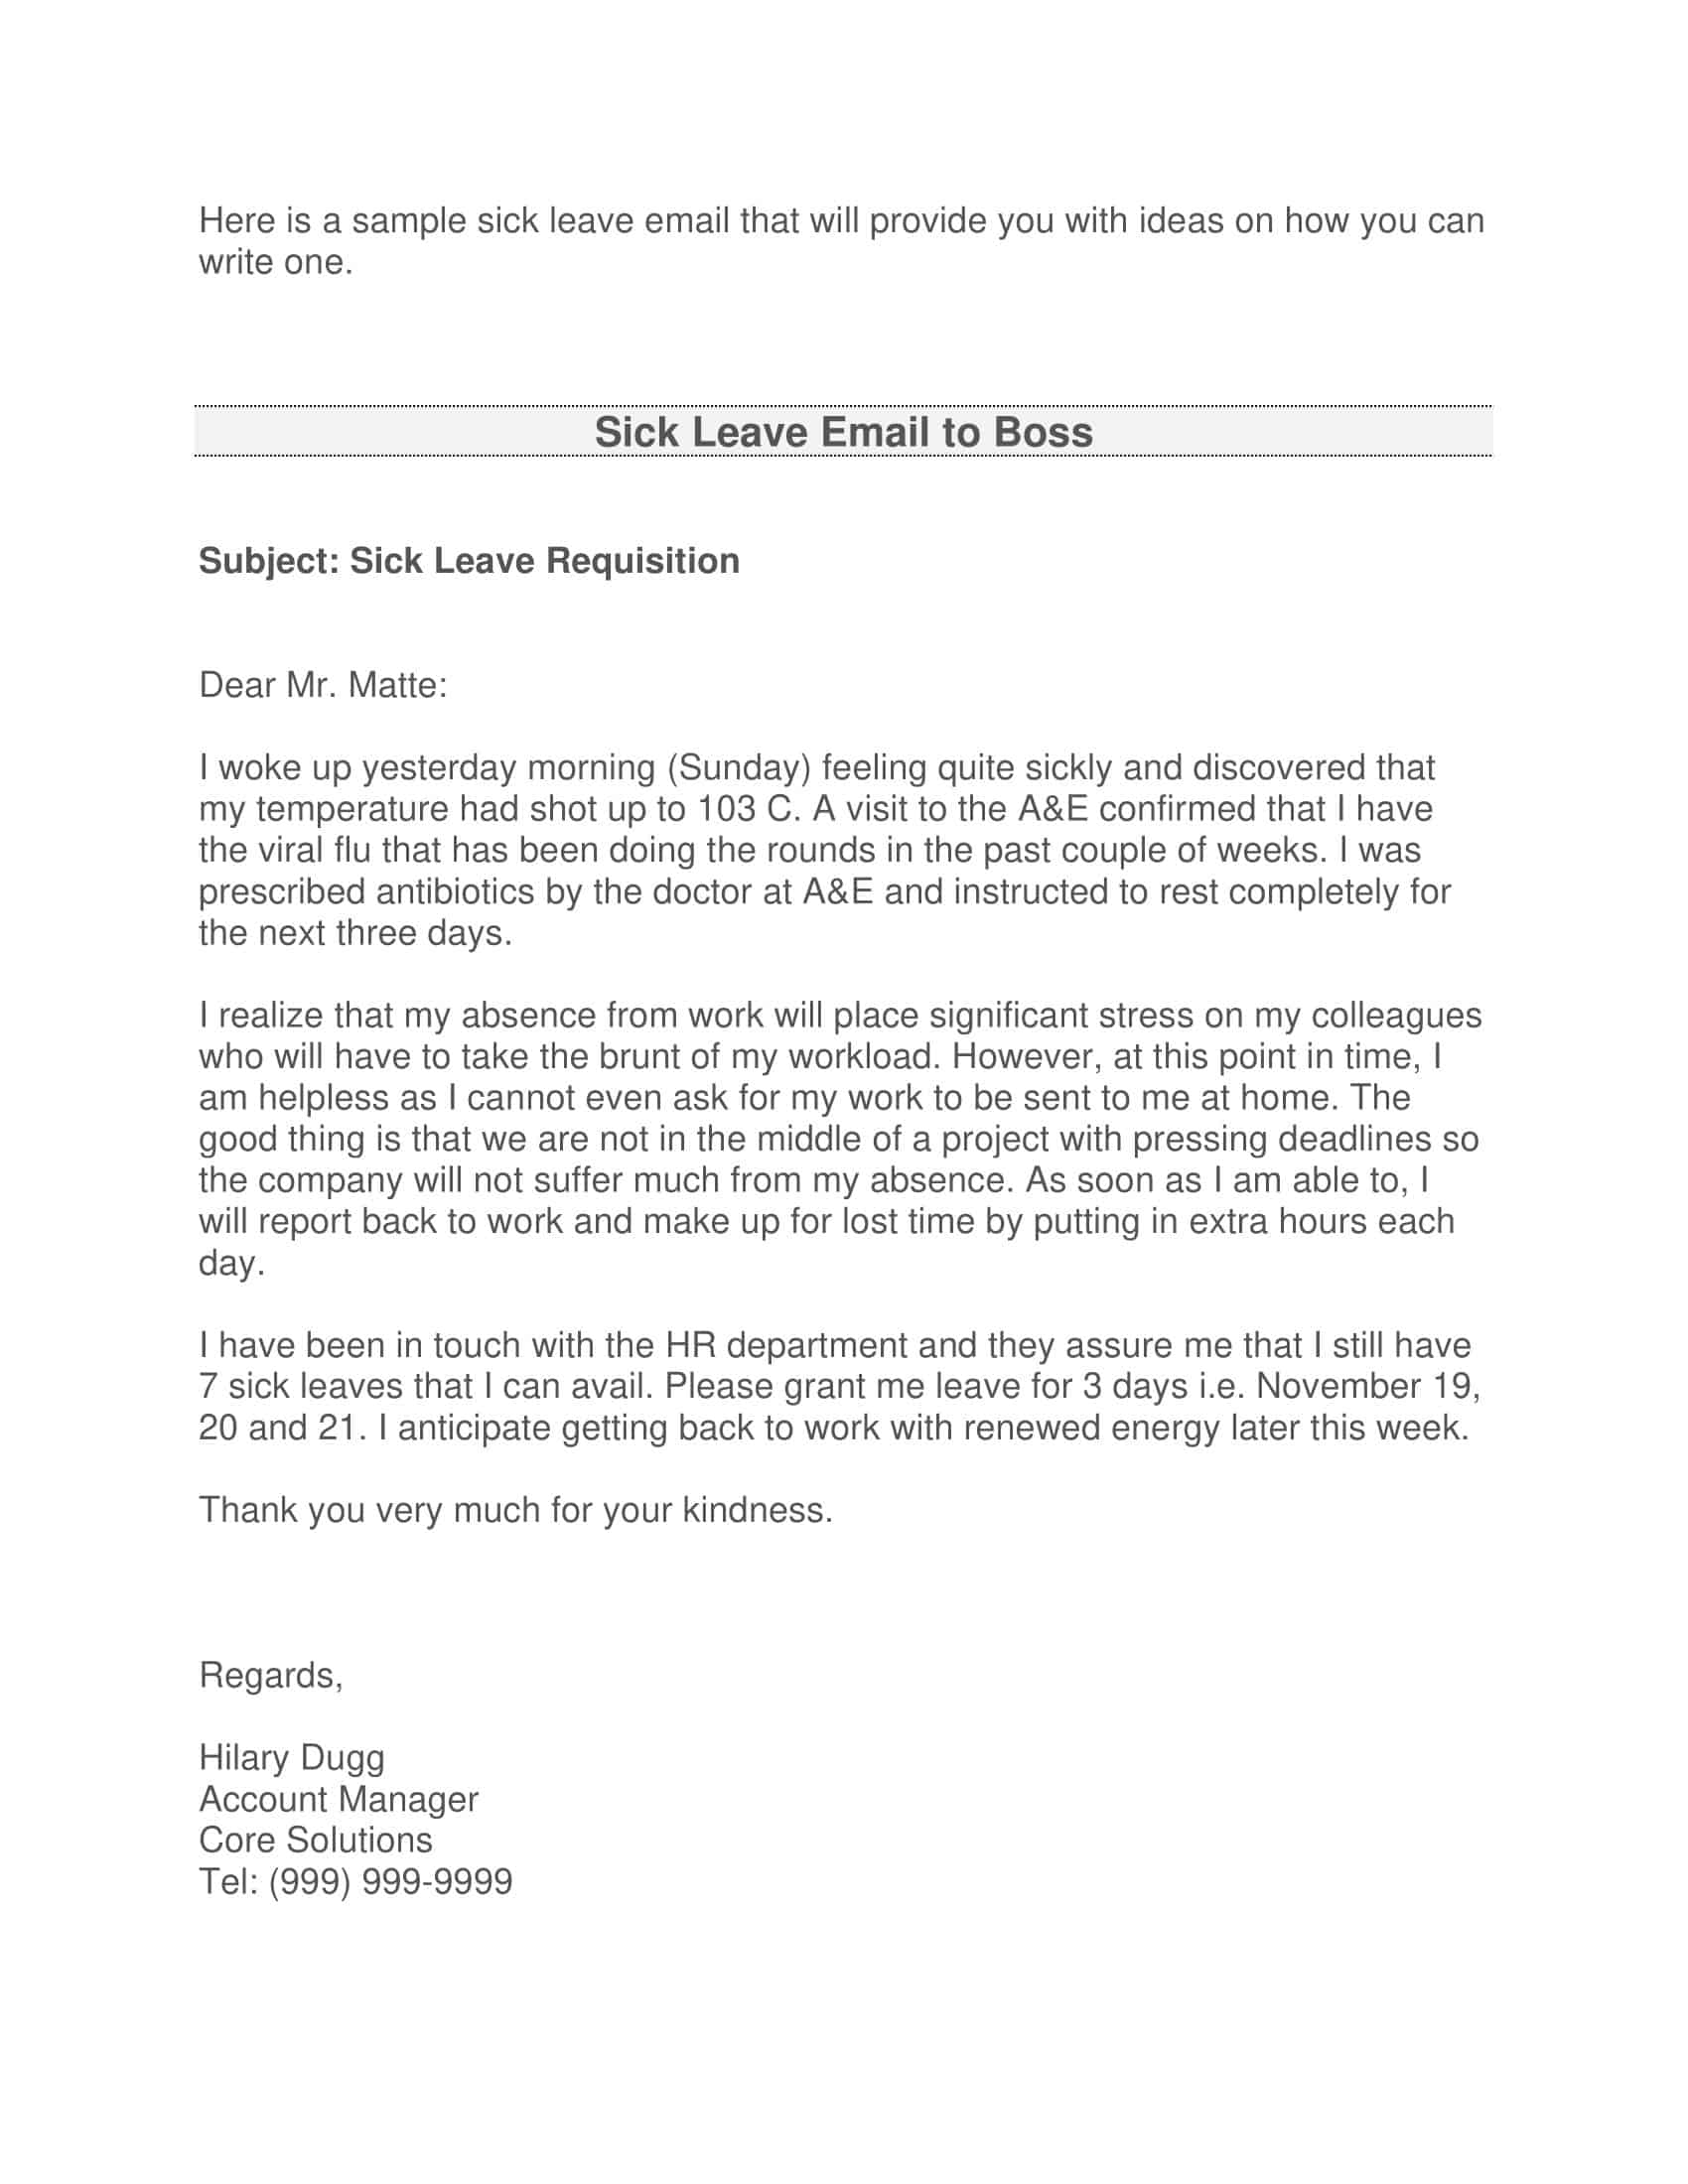 Here is a sample sick leave email that will provide you with ideas on how you can
write one.
Sick Leave Email to Boss
Subject: Sick Leave Requisition
Dear Mr. Matte:
I woke up yesterday morning (Sunday) feeling quite sickly and discovered that
my temperature had shot up to 103 C. A visit to the A&E confirmed that I have
the viral flu that has been doing the rounds in the past couple of weeks. I was
prescribed antibiotics by the doctor at A&E and instructed to rest completely for
the next three days.
I realize that my absence from work will place significant stress on my colleagues
who will have to take the brunt of my workload. However, at this point in time, I
am helpless as I cannot even ask for my work to be sent to me at home. The
good thing is that we are not in the middle of a project with pressing deadlines so
the company will not suffer much from my absence. As soon as I am able to, I
will report back to work and make up for lost time by putting in extra hours each
day.
I have been in touch with the HR department and they assure me that I still have
7 sick leaves that I can avail. Please grant me leave for 3 days i.e. November 19,
20 and 21. I anticipate getting back to work with renewed energy later this week.
Thank you very much for your kindness.
Regards,
Hilary Dugg
Account Manager
Core Solutions
Tel: (999) 999-9999